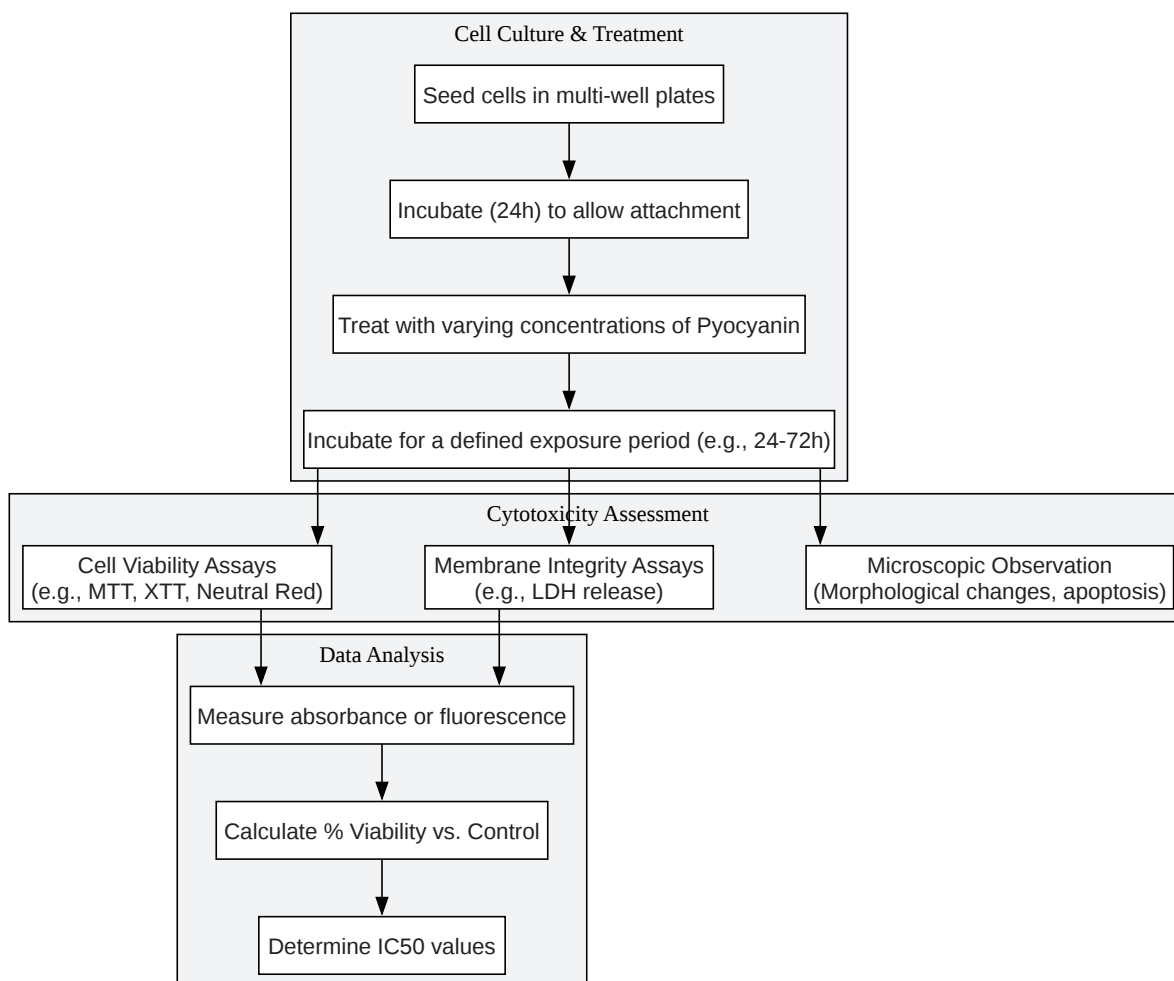 Cell Culture & Treatment
Seed cells in multi-well plates
Incubate (24h) to allow attachment
Treat with varying concentrations of Pyocyanin
Incubate for a defined exposure period (e.g., 24-72h)
Cytotoxicity Assessment
Cell Viability Assays
(e.g., MTT, XTT, Neutral Red)
Membrane Integrity Assays
(e.g., LDH release)
Microscopic Observation
(Morphological changes, apoptosis)
Data Analysis
Measure absorbance or fluorescence
Calculate % Viability vs. Control
Determine IC50 values